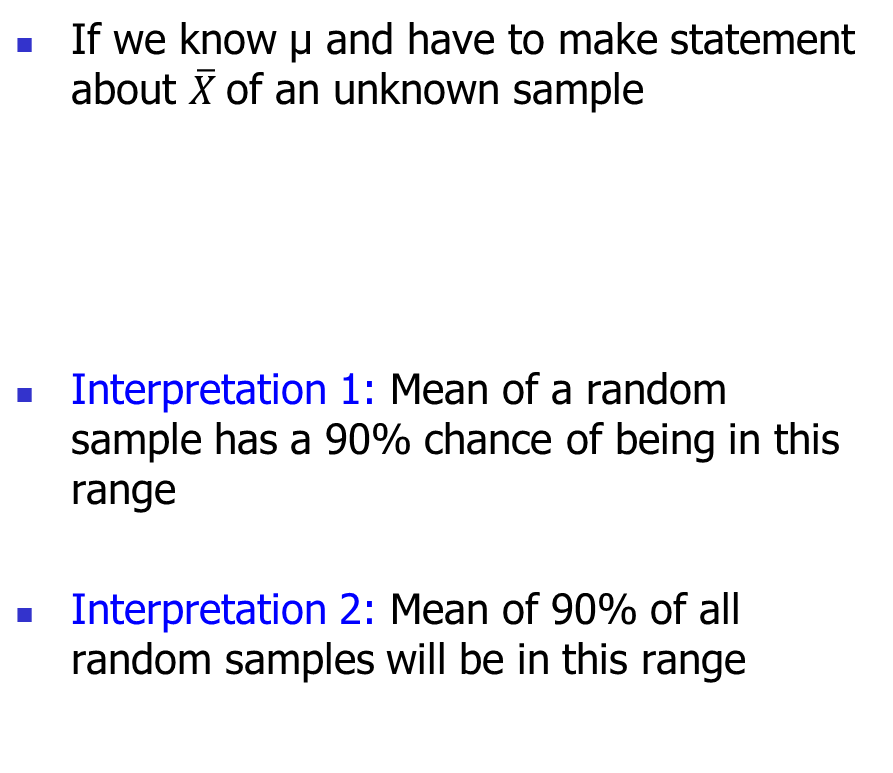 ▪ If we know μ and have to make statement
about X̄ of an unknown sample
▪ Interpretation 1: Mean of a random
sample has a 90% chance of being in this
range
▪ Interpretation 2: Mean of 90% of all
random samples will be in this range